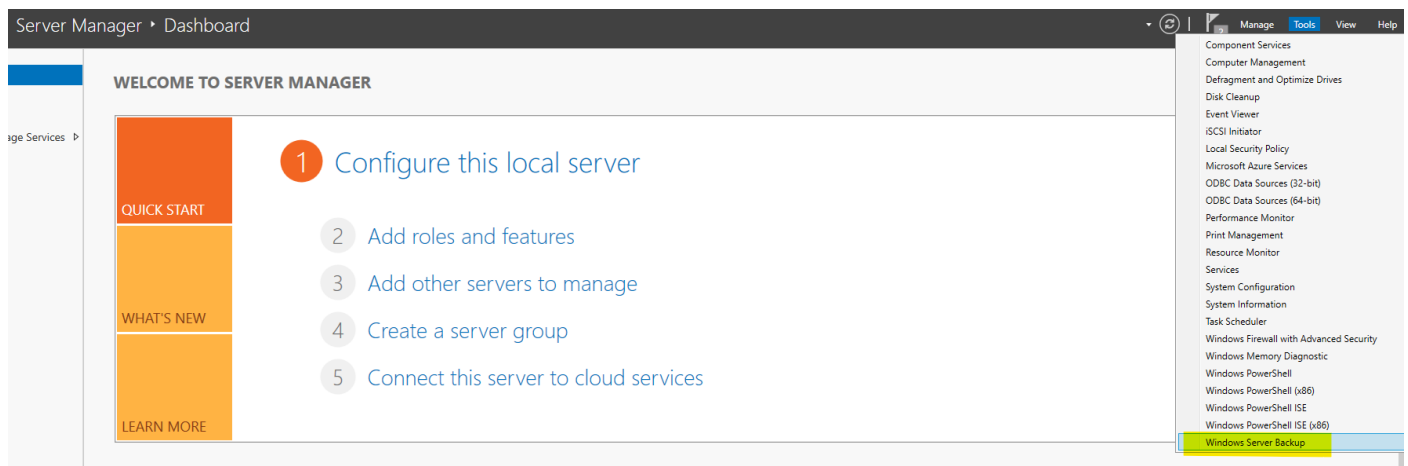 Server Manager ‣ Dashboard
Manage Tools View Help
WELCOME TO SERVER MANAGER
age Services
QUICK START
WHAT'S NEW
LEARN MORE
1 Configure this local server
2 Add roles and features
3 Add other servers to manage
4 Create a server group
5 Connect this server to cloud services
Component Services
Computer Management
Defragment and Optimize Drives
Disk Cleanup
Event Viewer
iSCSI Initiator
Local Security Policy
Microsoft Azure Services
ODBC Data Sources (32-bit)
ODBC Data Sources (64-bit)
Performance Monitor
Print Management
Resource Monitor
Services
System Configuration
System Information
Task Scheduler
Windows Firewall with Advanced Security
Windows Memory Diagnostic
Windows PowerShell
Windows PowerShell (x86)
Windows PowerShell ISE
Windows PowerShell ISE (x86)
Windows Server Backup